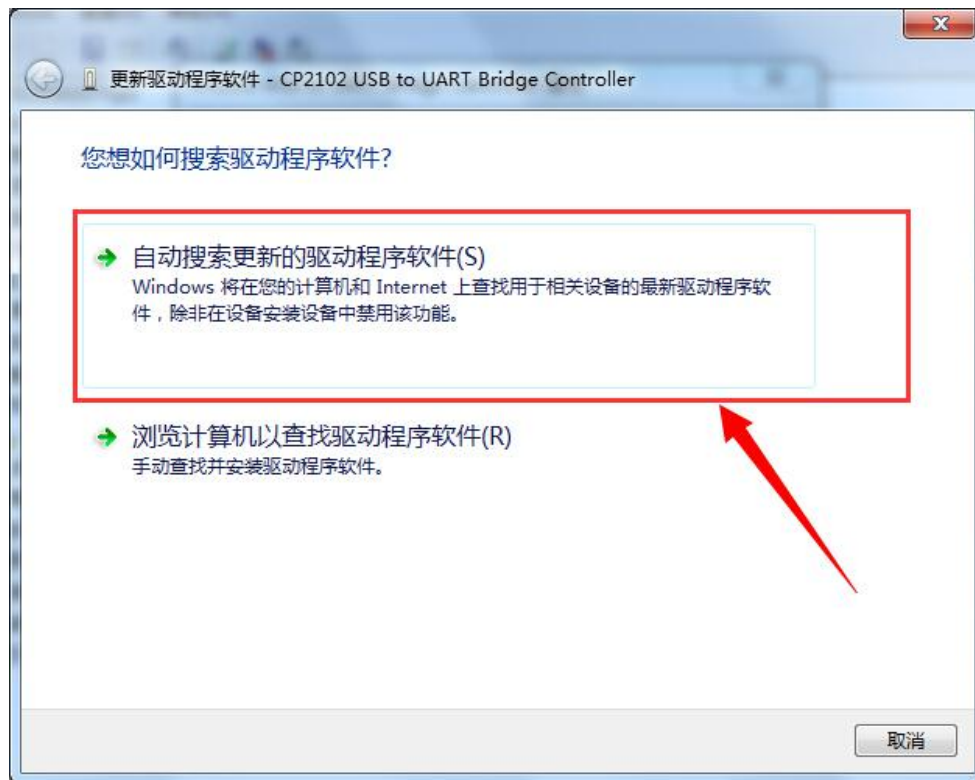 更新驱动程序软件 - CP2102 USB to UART Bridge Controller
您想如何搜索驱动程序软件?
自动搜索更新的驱动程序软件(S)
Windows 将在您的计算机和 Internet 上查找用于相关设备的最新驱动程序软
件，除非在设备安装设备中禁用该功能。
浏览计算机以查找驱动程序软件(R)
手动查找并安装驱动程序软件。
取消